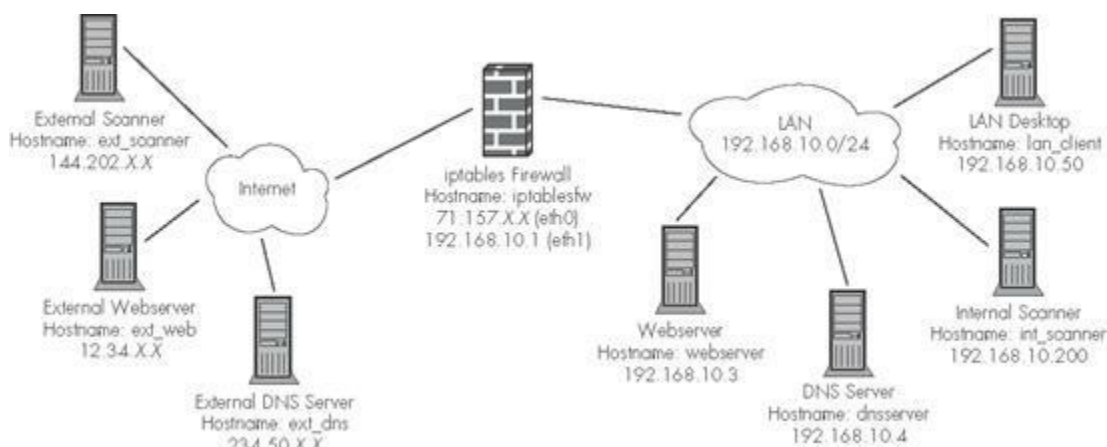 External Scanner
Hostname: ext_scanner
144.202.X.X
Internet
External Webserver
Hostname: ext_web
12.34.X.X
External DNS Server
Hostname: ext_dns
234.50.X.X
iptables Firewall
Hostname: iptablesfw
71.157.X.X (eth0)
192.168.10.1 (eth1)
LAN
192.168.10.0/24
LAN Desktop
Hostname: lan_client
192.168.10.50
Webserver
Hostname: webserver
192.168.10.3
DNS Server
Hostname: dnsserver
192.168.10.4
Internal Scanner
Hostname: int_scanner
192.168.10.200